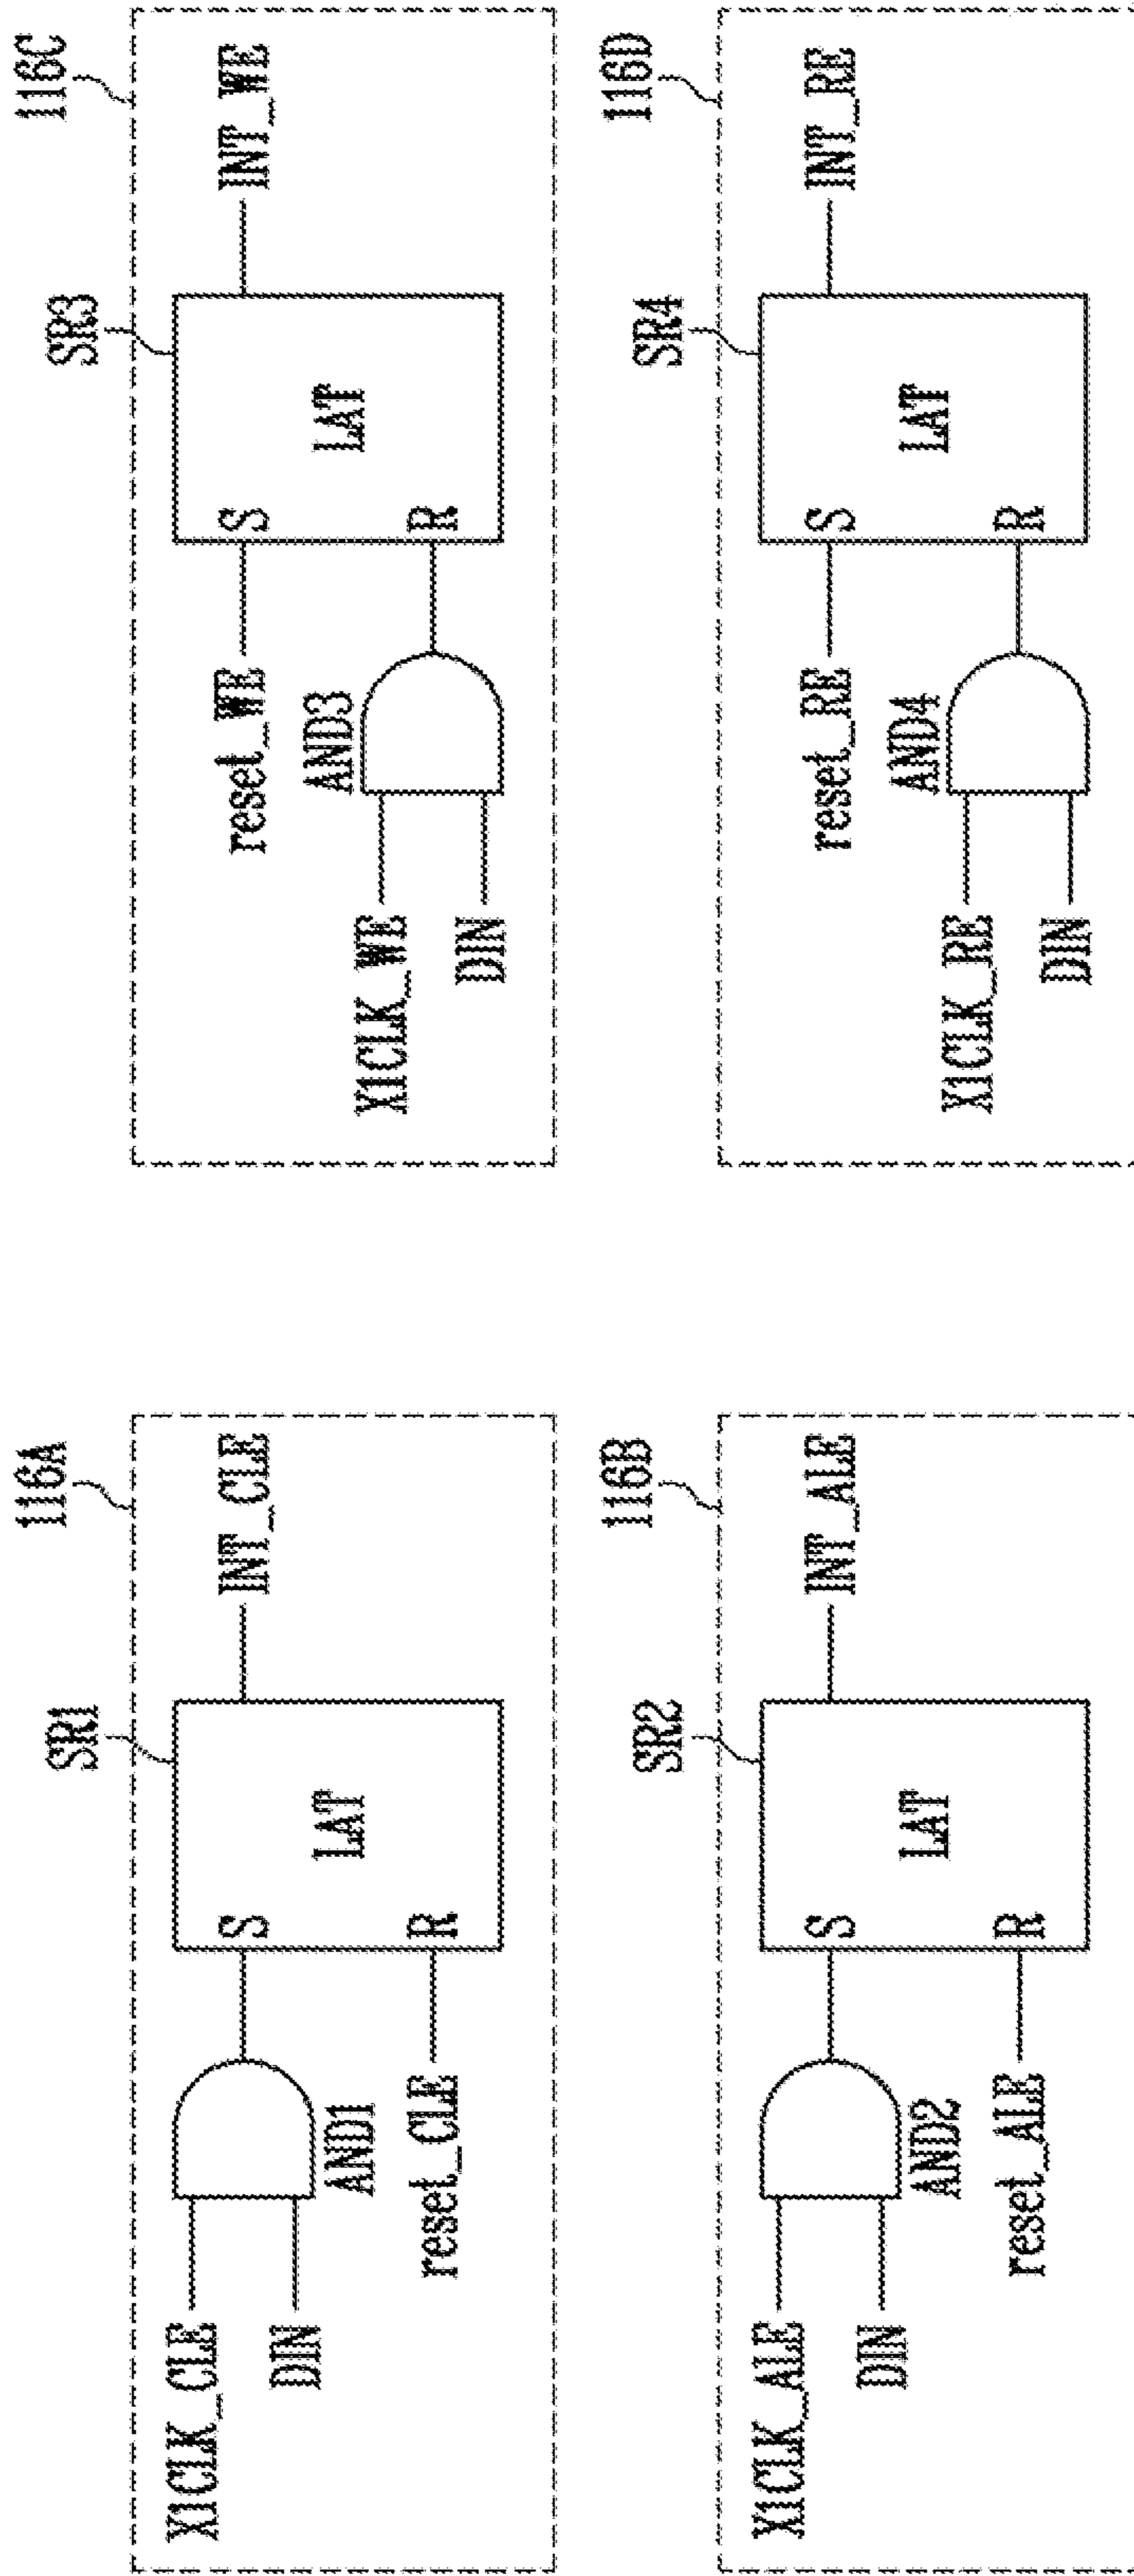 116A
SR1
X1CLK_CLE
DIN
AND1
S
R
LAT
INT_CLE
reset_CLE
116B
SR2
X1CLK_ALE
DIN
AND2
S
R
LAT
INT_ALE
reset_ALE
116C
SR3
reset_WE
AND3
X1CLK_WE
DIN
S
R
LAT
INT_WE
116D
SR4
reset_RE
AND4
X1CLK_RE
DIN
S
R
LAT
INT_RE